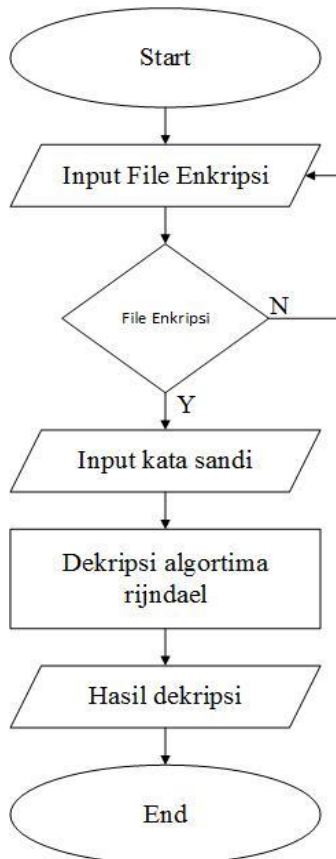 Start
Input File Enkripsi
File Enkripsi
N
Y
Input kata sandi
Dekripsi algortima
rijndael
Hasil dekripsi
End